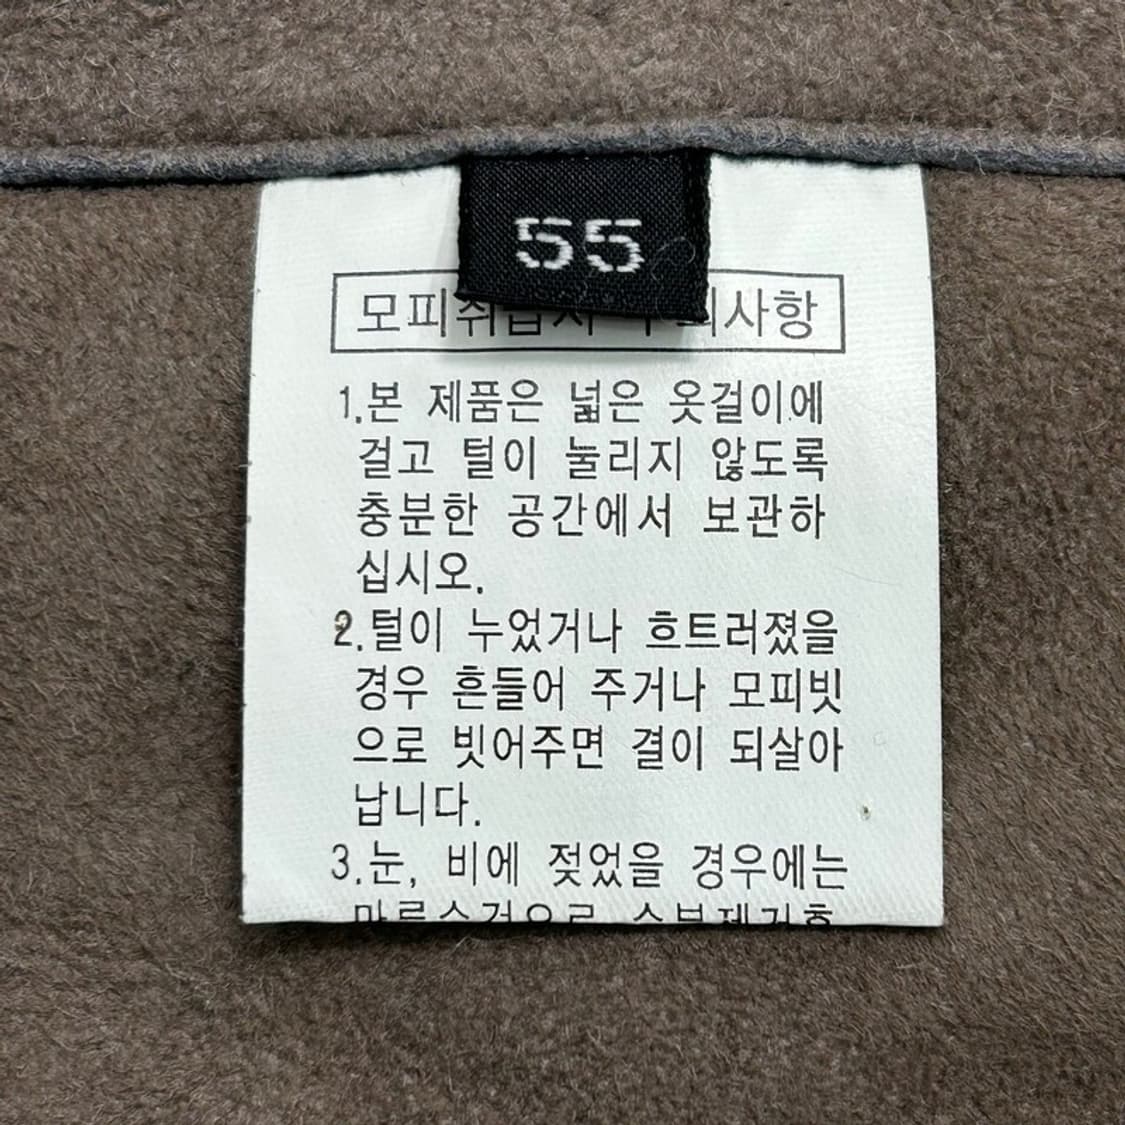 55
모피취급시 주의사항
1.본 제품은 넓은 옷걸이에
걸고 털이 눌리지 않도록
충분한 공간에서 보관하
십시오.
2.털이 누었거나 흐트러졌을
경우 흔들어 주거나 모피빗
으로 빗어주면 결이 되살아
납니다.
3.눈, 비에 젖었을 경우에는